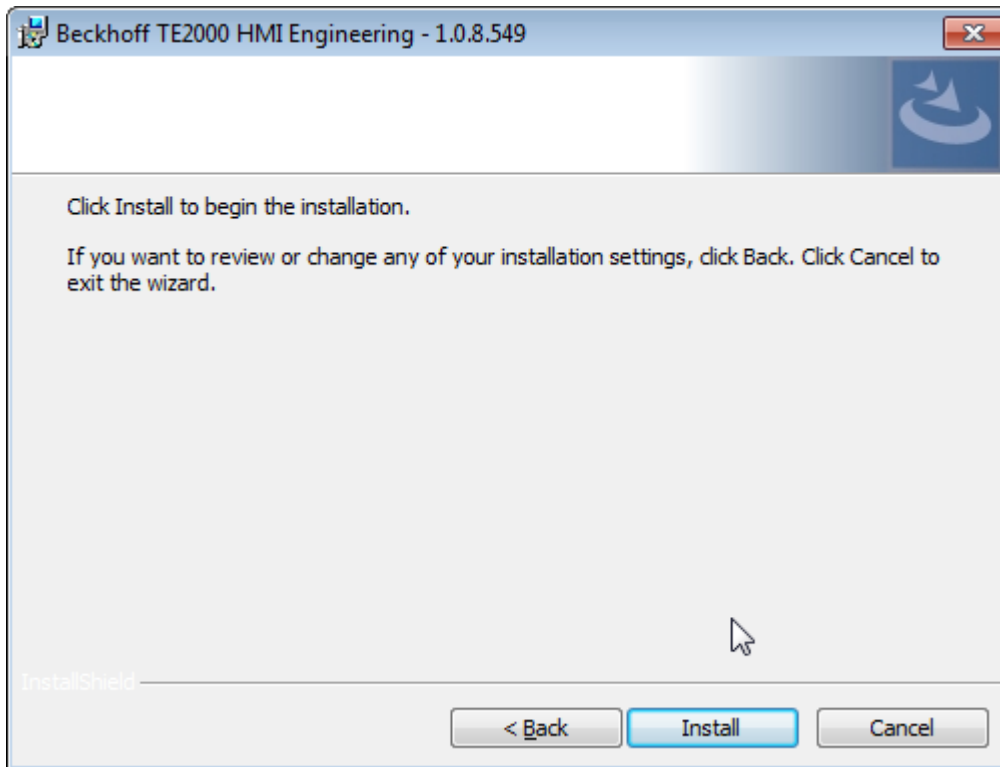 Beckhoff TE2000 HMI Engineering - 1.0.8.549
Click Install to begin the installation.
If you want to review or change any of your installation settings, click Back. Click Cancel to
exit the wizard.
InstallShield
< Back
Install
Cancel